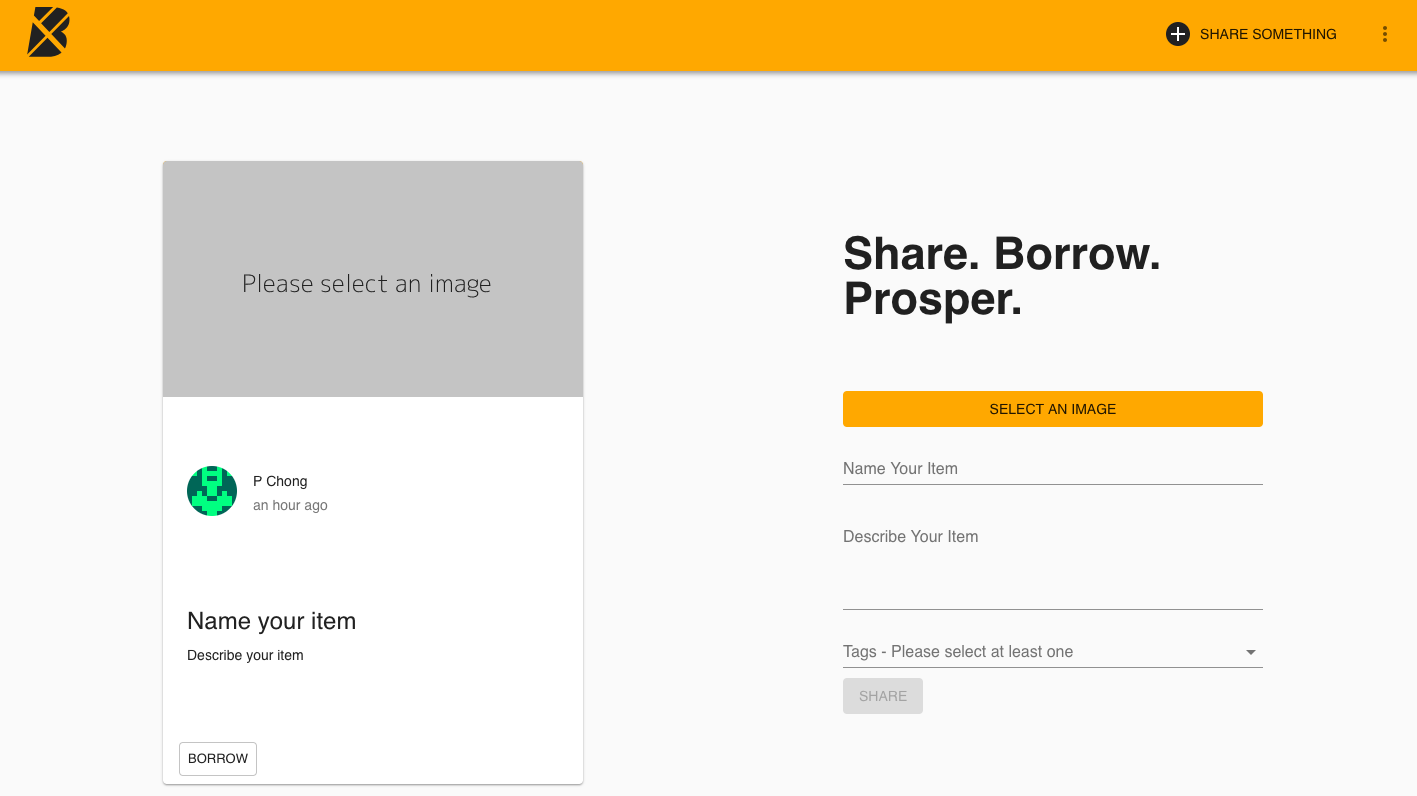 SHARE SOMETHING
Please select an image
P Chong
an hour ago
Name your item
Describe your item
BORROW
Share. Borrow.
Prosper.
SELECT AN IMAGE
Name Your Item
Describe Your Item
Tags - Please select at least one
SHARE